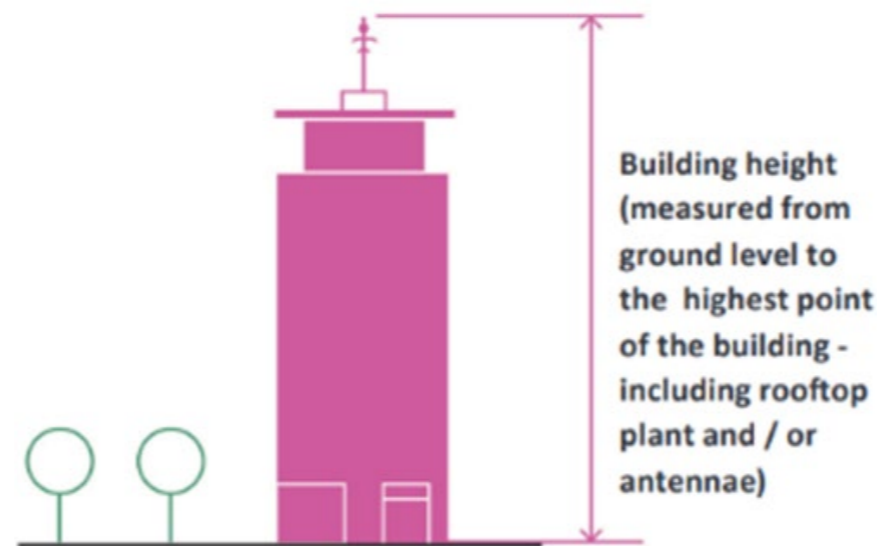 Building height
(measured from
ground level to
the highest point
of the building -
including rooftop
plant and / or
antennae)